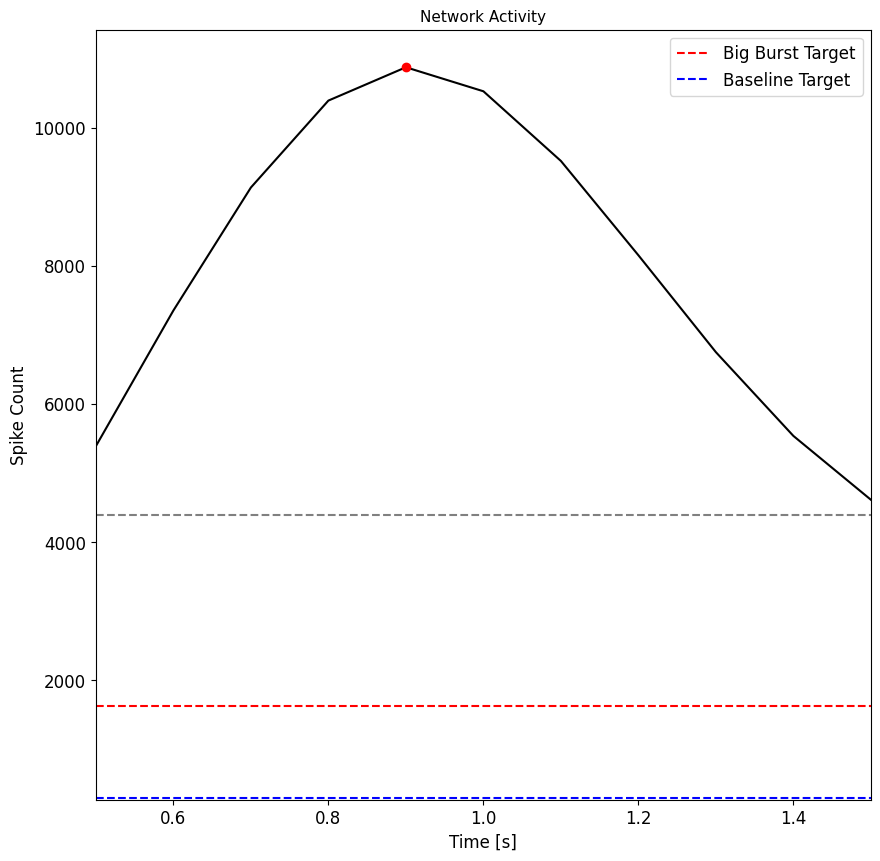 Network Activity
Big Burst Target
Baseline Target
Spike Count
10000
8000
6000
4000
2000
0.6
0.8
1.0
1.2
1.4
Time [s]